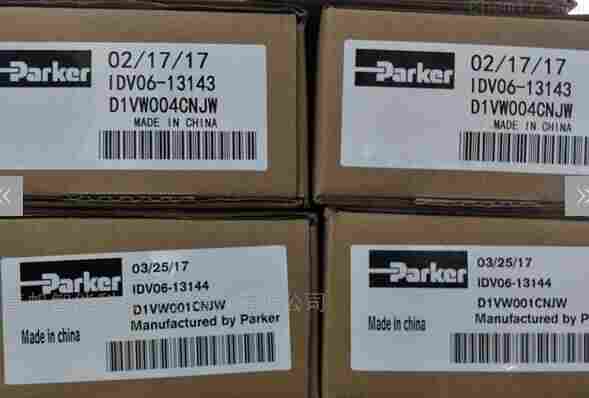 Parker
02/17/17
IDV06-13143
D1VW004CNJW
MADE IN CHINA
Parker
02/17/17
IDV06-13143
D1VW004CNJW
MADE IN CHINA
Parker
03/25/17
IDV06-13144
D1VW001CNJW
Manufactured by Parker
Made in china
Parker
03/25/17
IDV06-13144
D1VW001CNJW
Manufactured by Parker
Made in china
公司